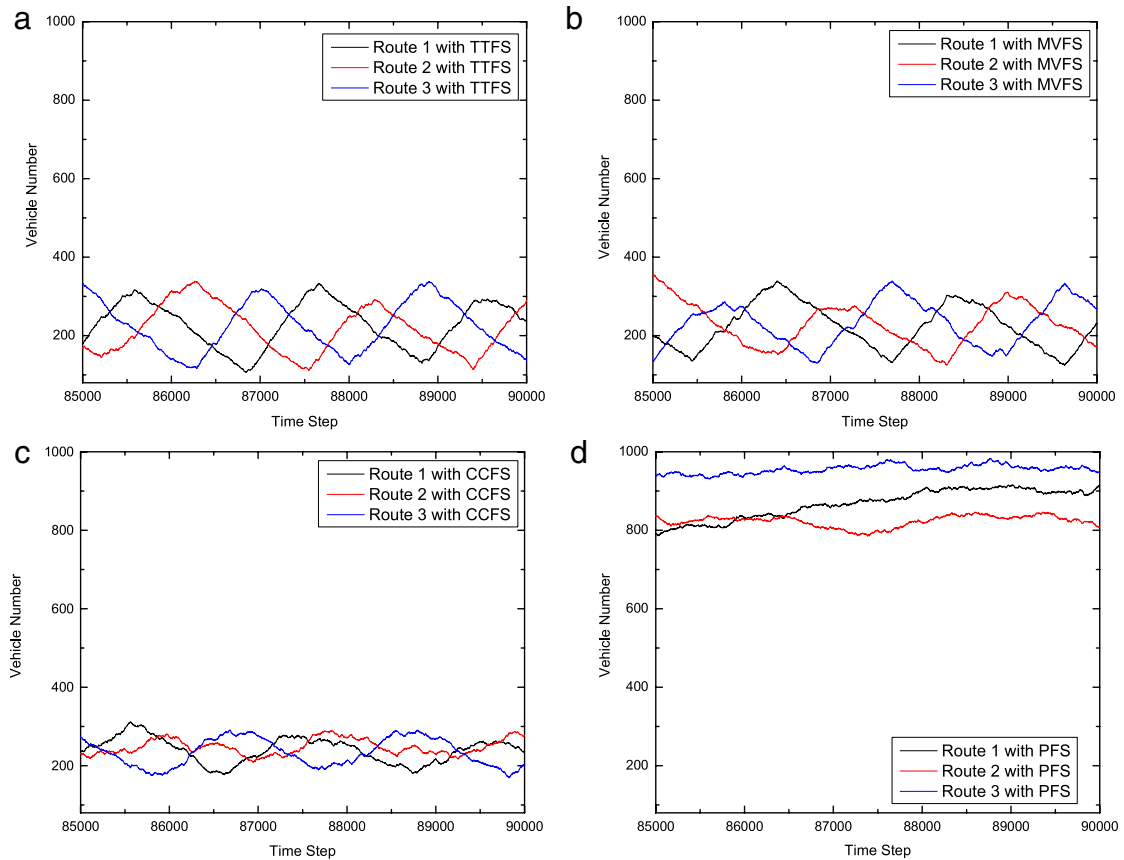 a
1000
800
600
400
200
Vehicle Number
Route 1 with TTFS
Route 2 with TTFS
Route 3 with TTFS
85000 86000 87000 88000 89000 90000
Time Step
b
1000
800
600
400
200
Vehicle Number
Route 1 with MVFS
Route 2 with MVFS
Route 3 with MVFS
85000 86000 87000 88000 89000 90000
Time Step
c
1000
800
600
400
200
Vehicle Number
Route 1 with CCFS
Route 2 with CCFS
Route 3 with CCFS
85000 86000 87000 88000 89000 90000
Time Step
d
1000
800
600
400
200
Vehicle Number
Route 1 with PFS
Route 2 with PFS
Route 3 with PFS
85000 86000 87000 88000 89000 90000
Time Step